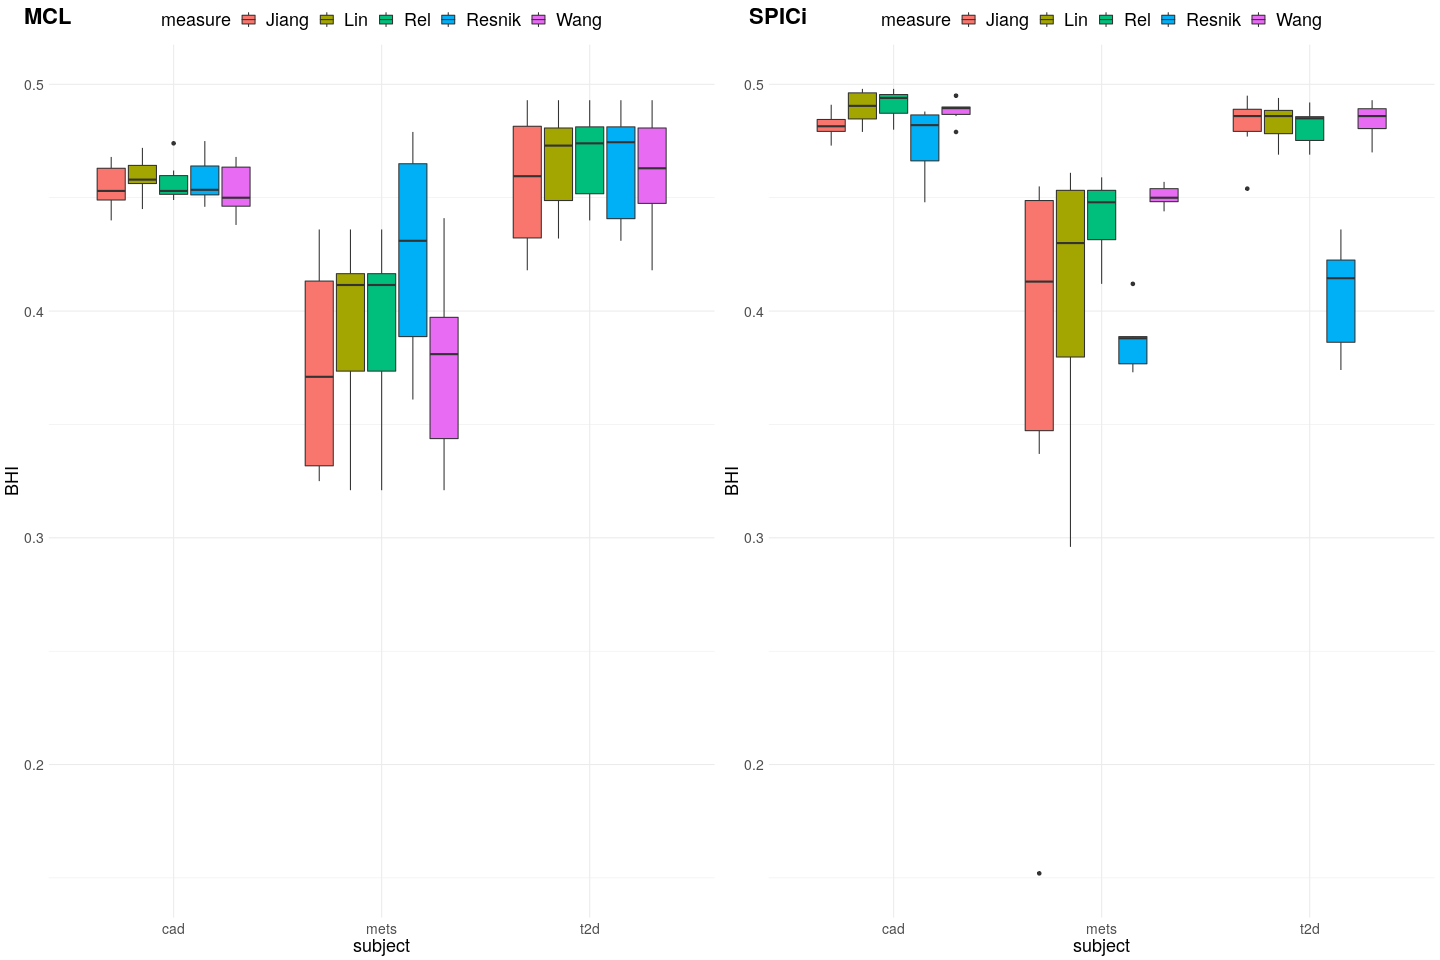 MCL measure Jiang Lin Rel Resnik Wang
0.5
0.4
0.3
0.2
BHI
cad mets t2d
subject
SPICi measure Jiang Lin Rel Resnik Wang
0.5
0.4
0.3
0.2
BHI
cad mets t2d
subject